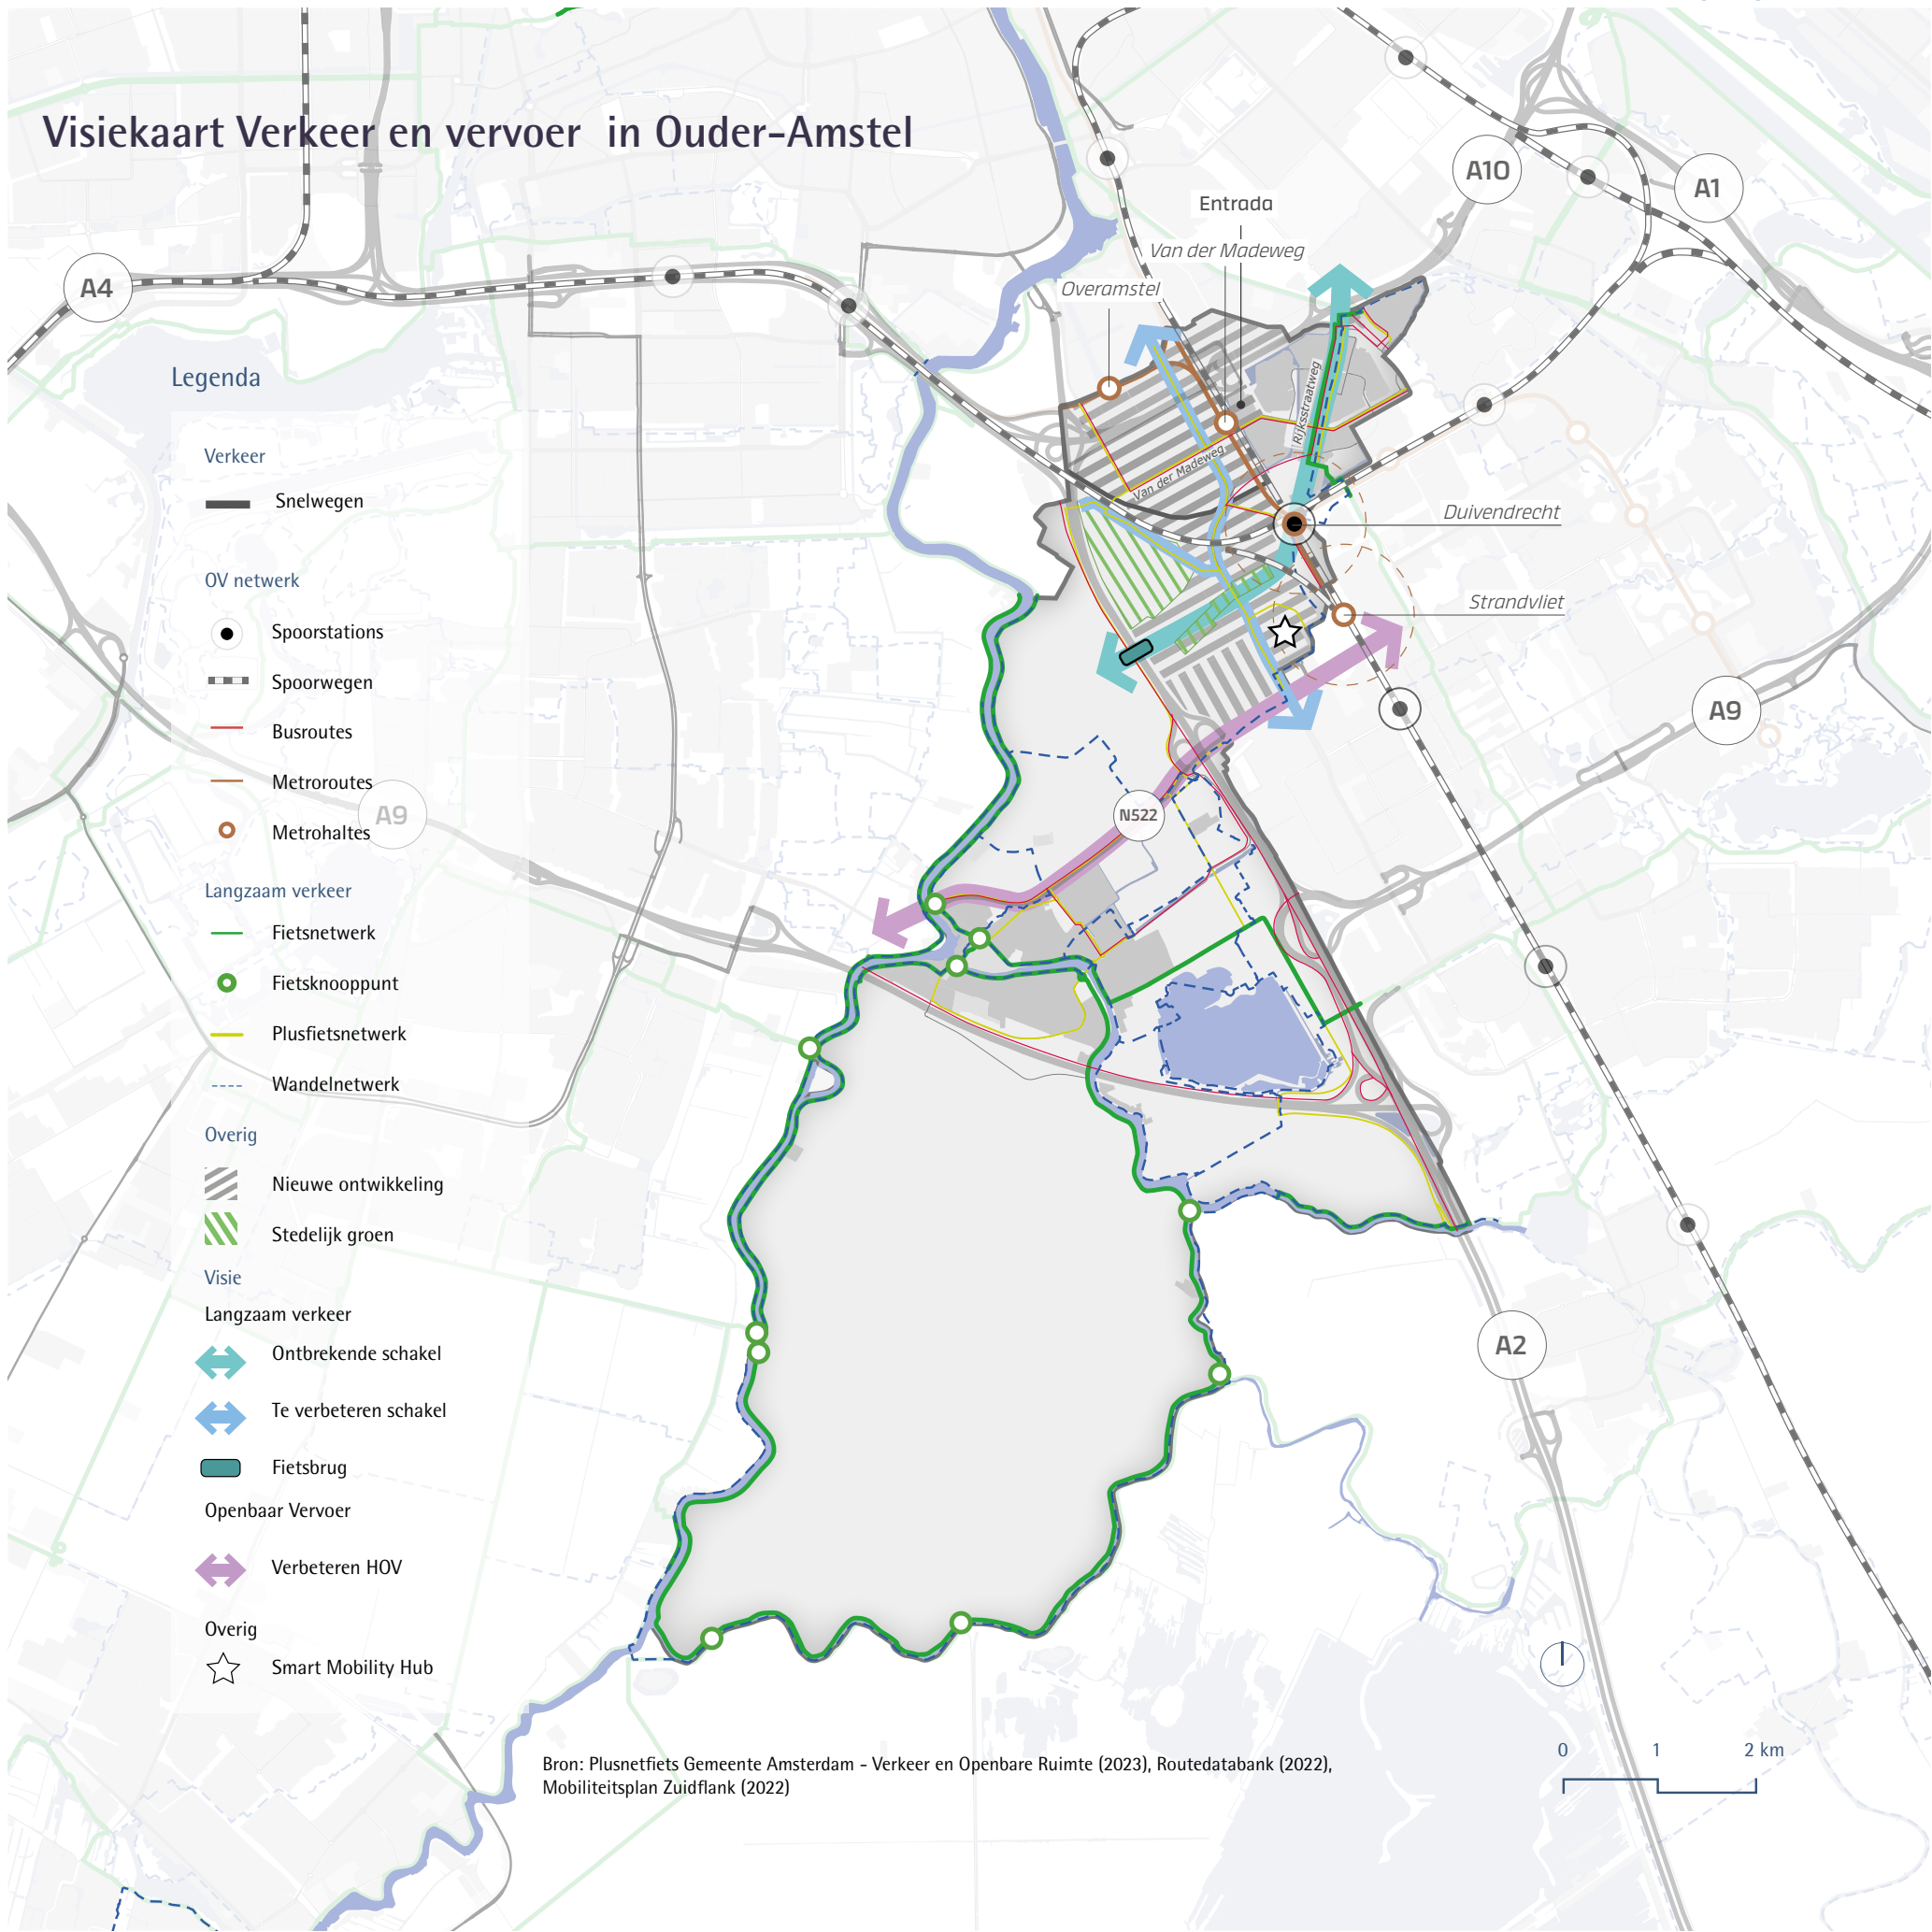 Visiekaart Verkeer en vervoer in Ouder-Amstel
A10
A1
Entrada
Van der Madeweg
Overamstel
A4
Rijksstraatweg
Van der Madeweg
Duivendrecht
Strandvliet
A9
N522
A9
A2
Legenda
Verkeer
Snelwegen
OV netwerk
Spoorstations
Spoorwegen
Busroutes
Metroroutes
Metrohaltes
Langzaam verkeer
Fietsnetwerk
Fietsknooppunt
Plusfietsnetwerk
Wandelnetwerk
Overig
Nieuwe ontwikkeling
Stedelijk groen
Visie
Langzaam verkeer
Ontbrekende schakel
Te verbeteren schakel
Fietsbrug
Openbaar Vervoer
Verbeteren HOV
Overig
Smart Mobility Hub
0 1 2 km
Bron: Plusnetfiets Gemeente Amsterdam - Verkeer en Openbare Ruimte (2023), Routedatabank (2022),
Mobiliteitsplan Zuidflank (2022)